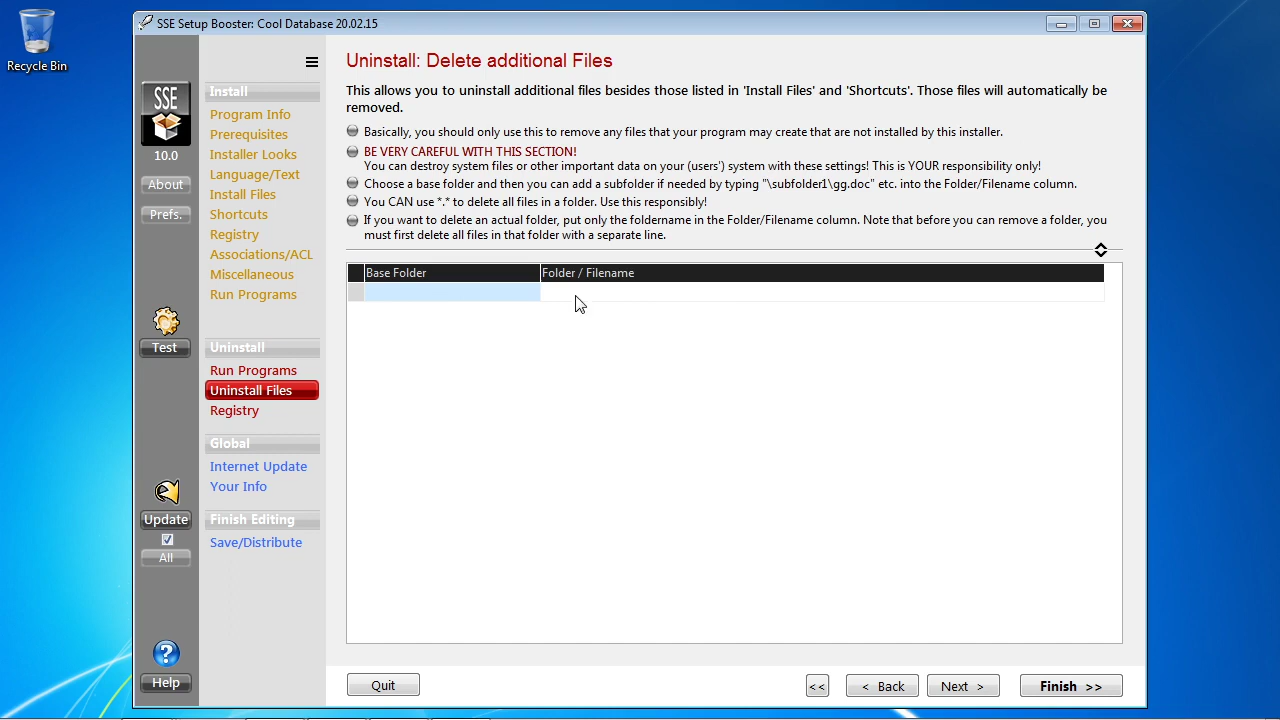 Recycle Bin
SSE Setup Booster: Cool Database 20.02.15
SSE
10.0
About
Prefs.
Test
Update
All
Help
Install
Program Info
Prerequisites
Installer Looks
Language/Text
Install Files
Shortcuts
Registry
Associations/ACL
Miscellaneous
Run Programs
Uninstall
Run Programs
Uninstall Files
Registry
Global
Internet Update
Your Info
Finish Editing
Save/Distribute
Uninstall: Delete additional Files
This allows you to uninstall additional files besides those listed in 'Install Files' and 'Shortcuts'. Those files will automatically be
removed.
Basically, you should only use this to remove any files that your program may create that are not installed by this installer.
BE VERY CAREFUL WITH THIS SECTION!
You can destroy system files or other important data on your (users') system with these settings! This is YOUR responsibility only!
Choose a base folder and then you can add a subfolder if needed by typing "\subfolder1\gg.doc" etc. into the Folder/Filename column.
You CAN use *.* to delete all files in a folder. Use this responsibly!
If you want to delete an actual folder, put only the foldername in the Folder/Filename column. Note that before you can remove a folder, you
must first delete all files in that folder with a separate line.
Base Folder
Folder / Filename
Quit
<<
< Back
Next >
Finish >>